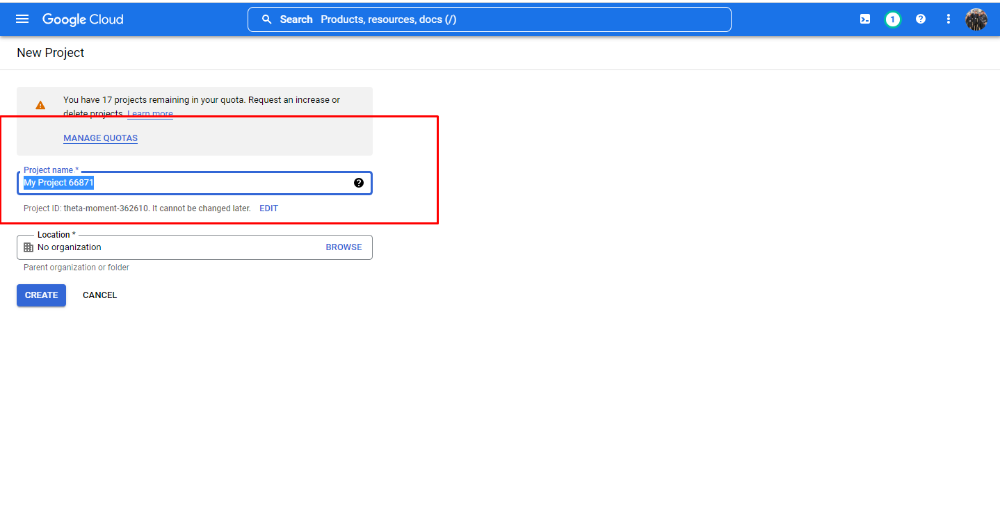 Google Cloud
Search Products, resources, docs (/)
1
New Project
You have 17 projects remaining in your quota. Request an increase or
delete projects. Learn more
MANAGE QUOTAS
Project name *
My Project 66871
Project ID: theta-moment-362610. It cannot be changed later. EDIT
Location *
No organization BROWSE
Parent organization or folder
CREATE CANCEL